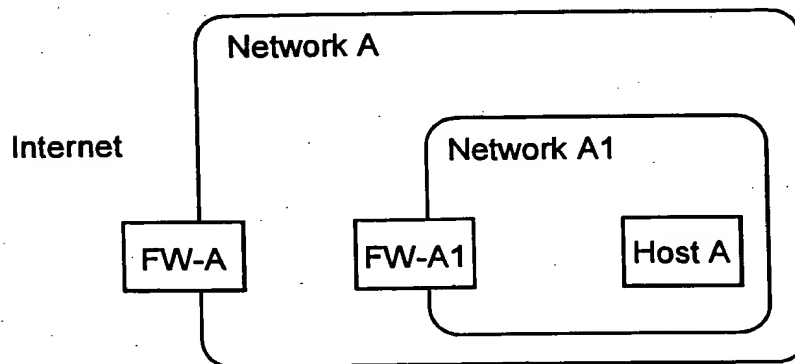 Network A
Internet
Network A1
FW-A
FW-A1
Host A